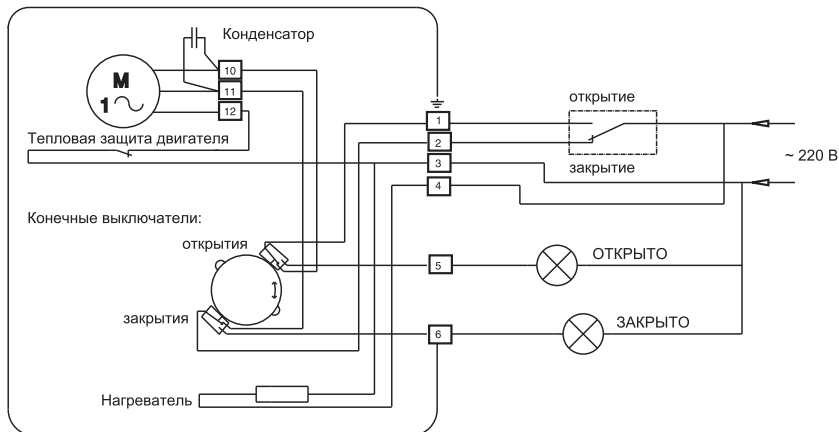 Конденсатор
М
1
10
11
12
Тепловая защита двигателя
1
2
3
4
открытие
закрытие
~ 220 В
Конечные выключатели:
открытия
закрытия
5
ОТКРЫТО
6
ЗАКРЫТО
Нагреватель